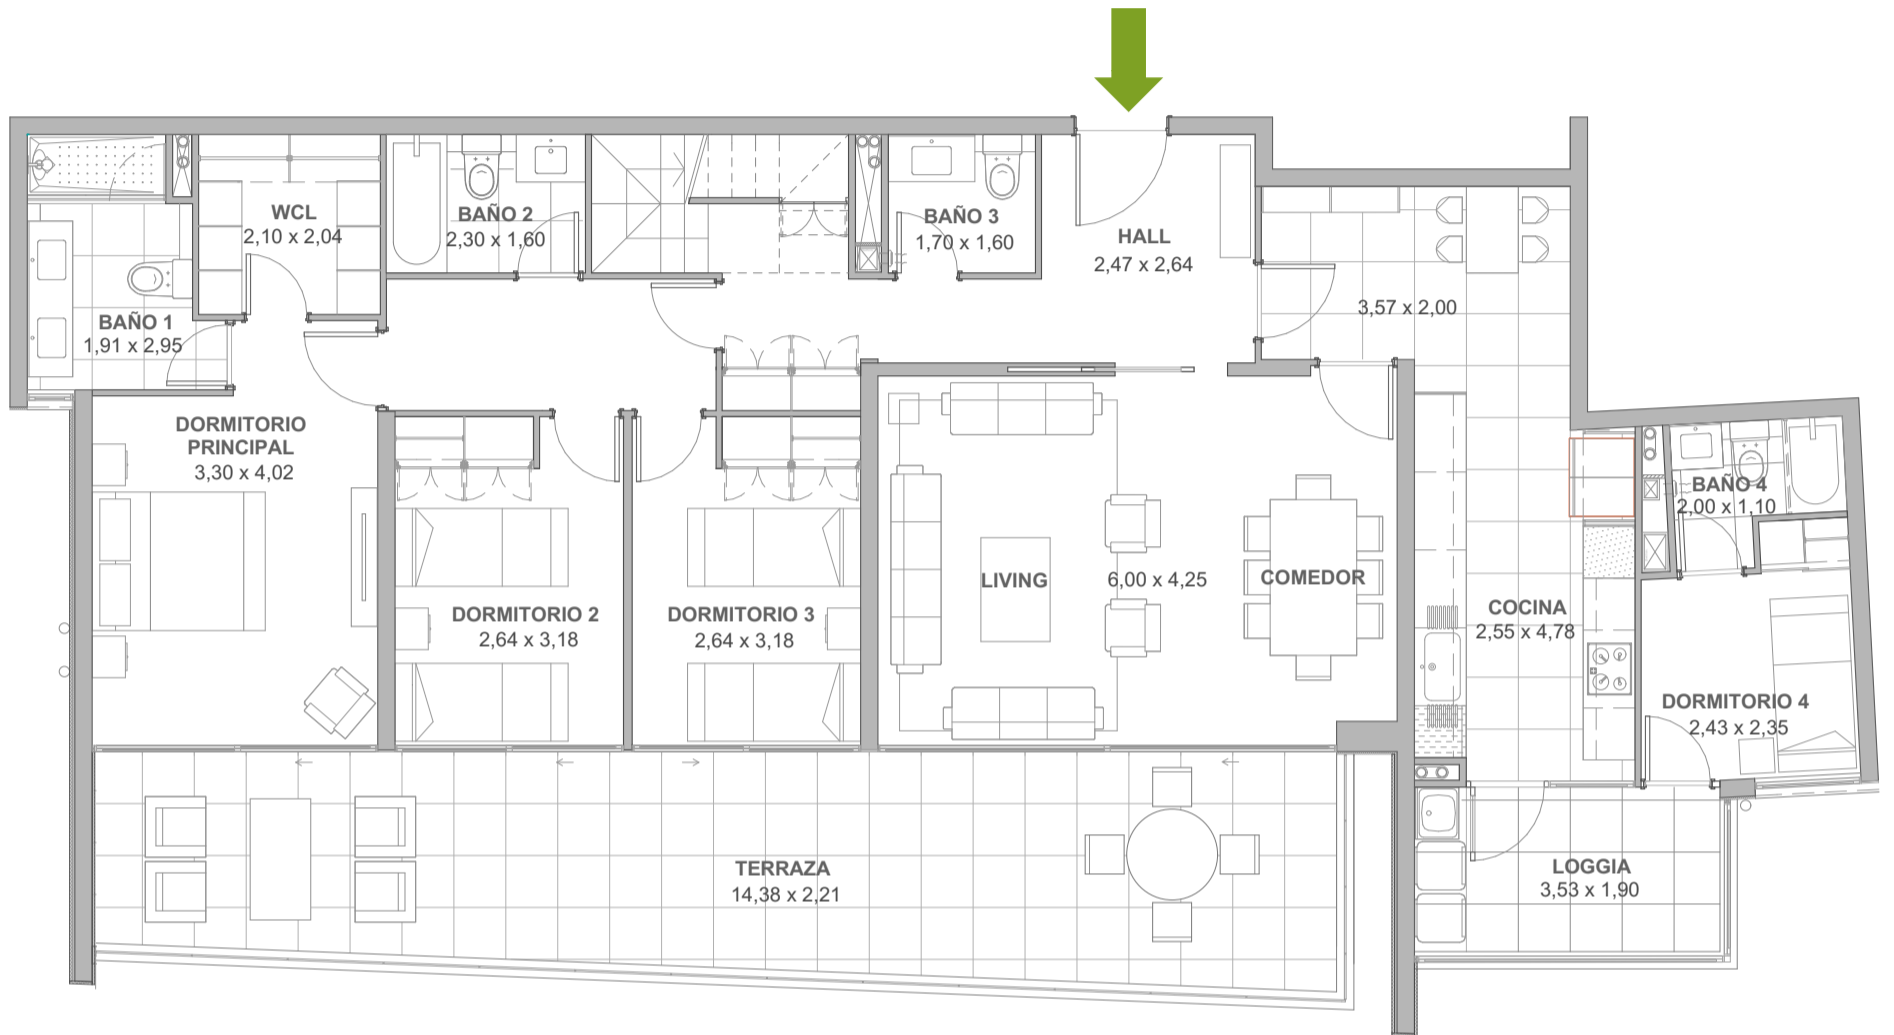 WCL
2,10 x 2,04
BAÑO 2
2,30 x 1,60
BAÑO 3
1,70 x 1,60
HALL
2,47 x 2,64
3,57 x 2,00
BAÑO 1
1,91 x 2,95
DORMITORIO
PRINCIPAL
3,30 x 4,02
BAÑO 4
2,00 x 1,10
LIVING
6,00 x 4,25
COMEDOR
DORMITORIO 2
2,64 x 3,18
DORMITORIO 3
2,64 x 3,18
COCINA
2,55 x 4,78
DORMITORIO 4
2,43 x 2,35
TERRAZA
14,38 x 2,21
LOGGIA
3,53 x 1,90